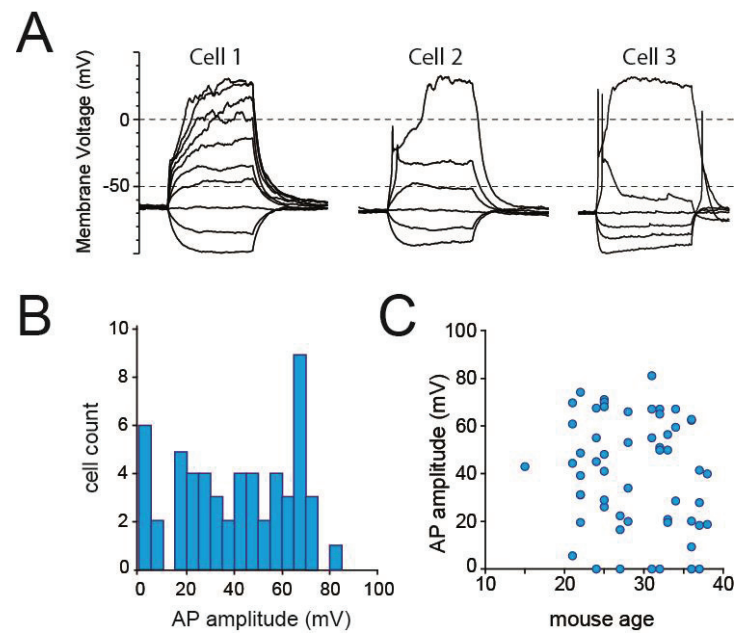 A
Cell 1
Cell 2
Cell 3
Membrane Voltage (mV)
0
-50
B
cell count
10
8
6
4
2
0
0 20 40 60 80 100
AP amplitude (mV)
C
AP amplitude (mV)
100
80
60
40
20
0
10 20 30 40
mouse age